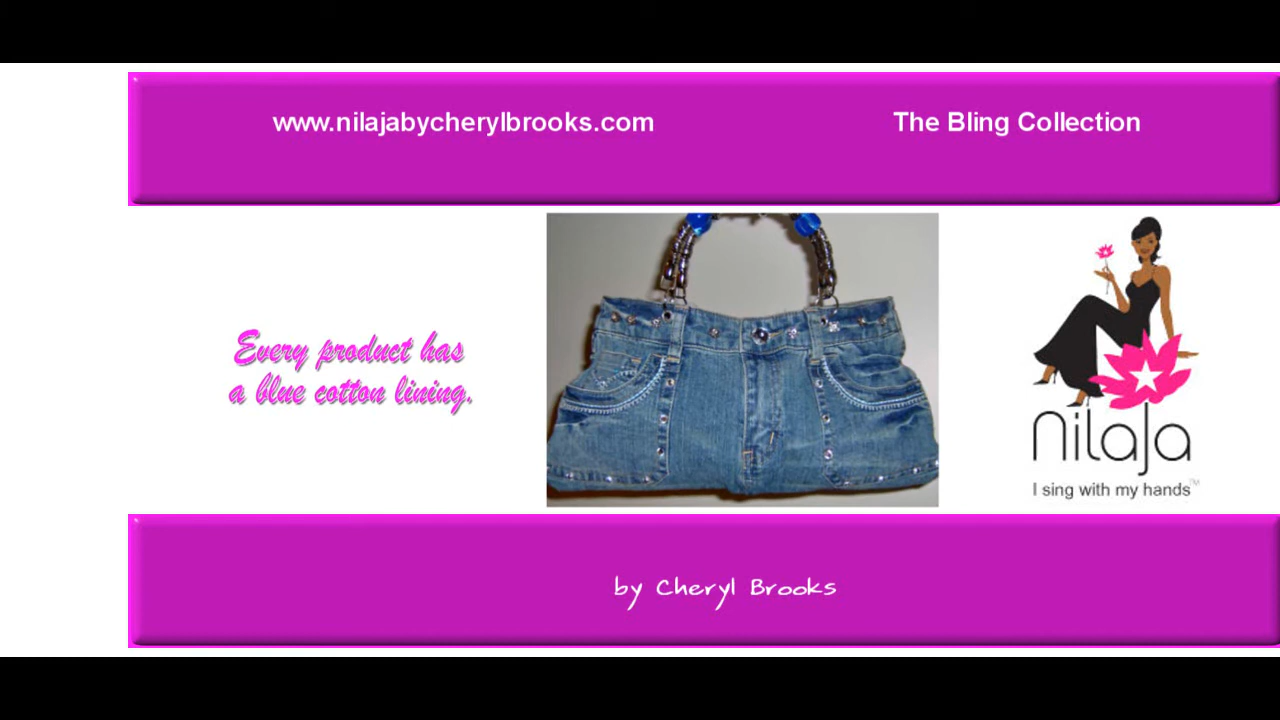 www.nilajabycherylbrooks.com
The Bling Collection
Every product has
a blue cotton lining.
Nilaja
I sing with my hands™
by Cheryl Brooks